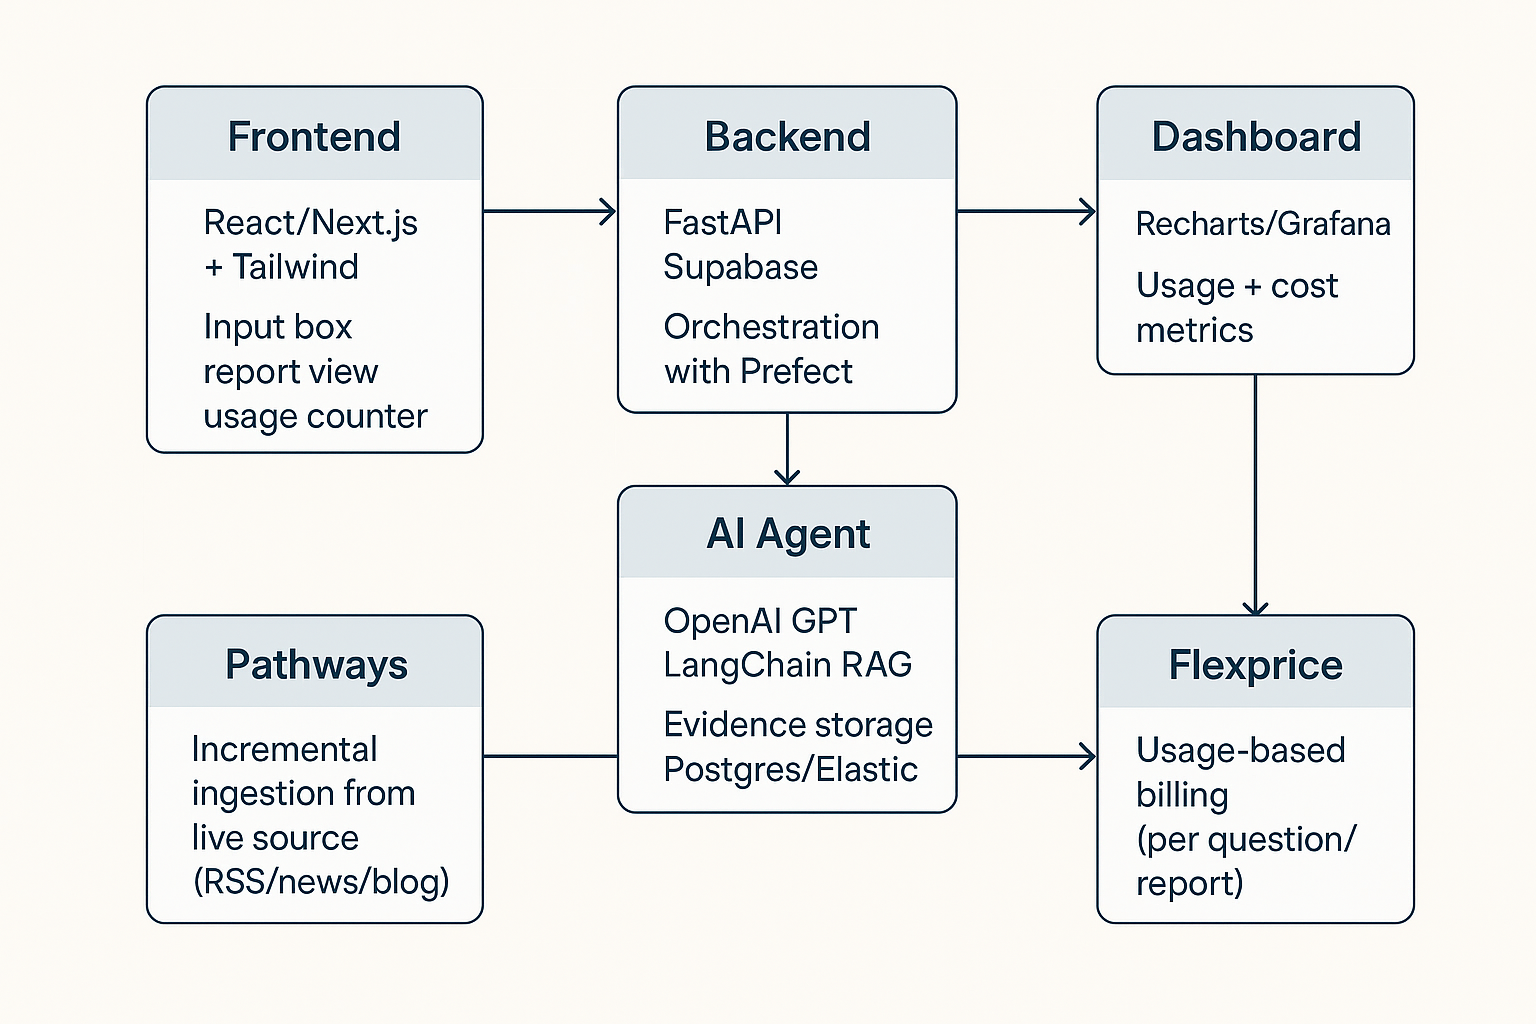 Frontend
React/Next.js
+ Tailwind
Input box
report view
usage counter
Backend
FastAPI
Supabase
Orchestration
with Prefect
Dashboard
Recharts/Grafana
Usage + cost
metrics
AI Agent
OpenAI GPT
LangChain RAG
Evidence storage
Postgres/Elastic
Pathways
Incremental
ingestion from
live source
(RSS/news/blog)
Flexprice
Usage-based
billing
(per question/
report)